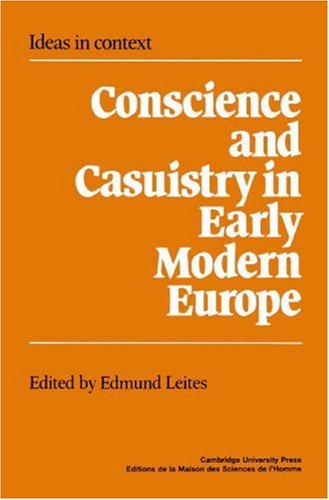 Ideas in context
Conscience
and
Casuistry in
Early
Modern
Europe
Edited by Edmund Leites
Cambridge University Press
Editions de la Maison des Sciences de l'Homme